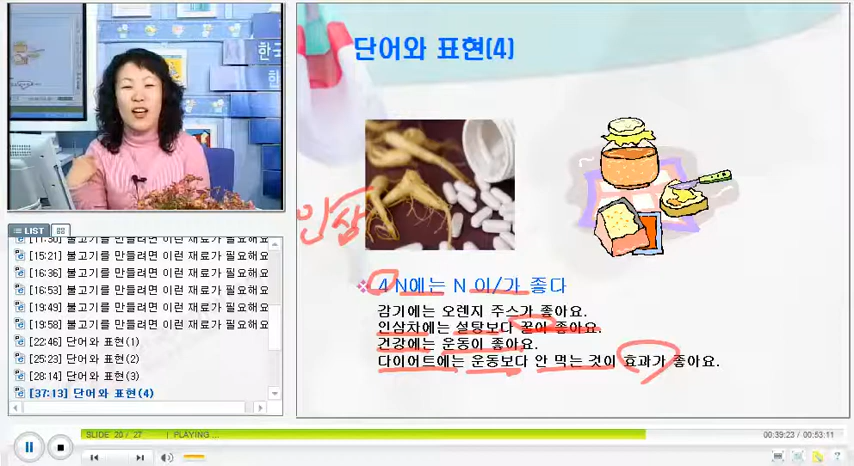 한국
한
단어와 표현(4)
인삼
4 N에는 N 이/가 좋다
감기에는 오렌지 주스가 좋아요.
인삼차에는 설탕보다 꿀이 좋아요.
건강에는 운동이 좋아요.
다이어트에는 운동보다 안 먹는 것이 효과가 좋아요.
LIST
[11:30] 불고기를 만들려면 이런 재료가 필요해요
[15:21] 불고기를 만들려면 이런 재료가 필요해요
[16:36] 불고기를 만들려면 이런 재료가 필요해요
[16:53] 불고기를 만들려면 이런 재료가 필요해요
[19:49] 불고기를 만들려면 이런 재료가 필요해요
[19:58] 불고기를 만들려면 이런 재료가 필요해요
[22:46] 단어와 표현(1)
[25:23] 단어와 표현(2)
[28:14] 단어와 표현(3)
[37:13] 단어와 표현(4)
SLIDE 20 / 27 | PLAYING ...
00:39:23 / 00:53:11